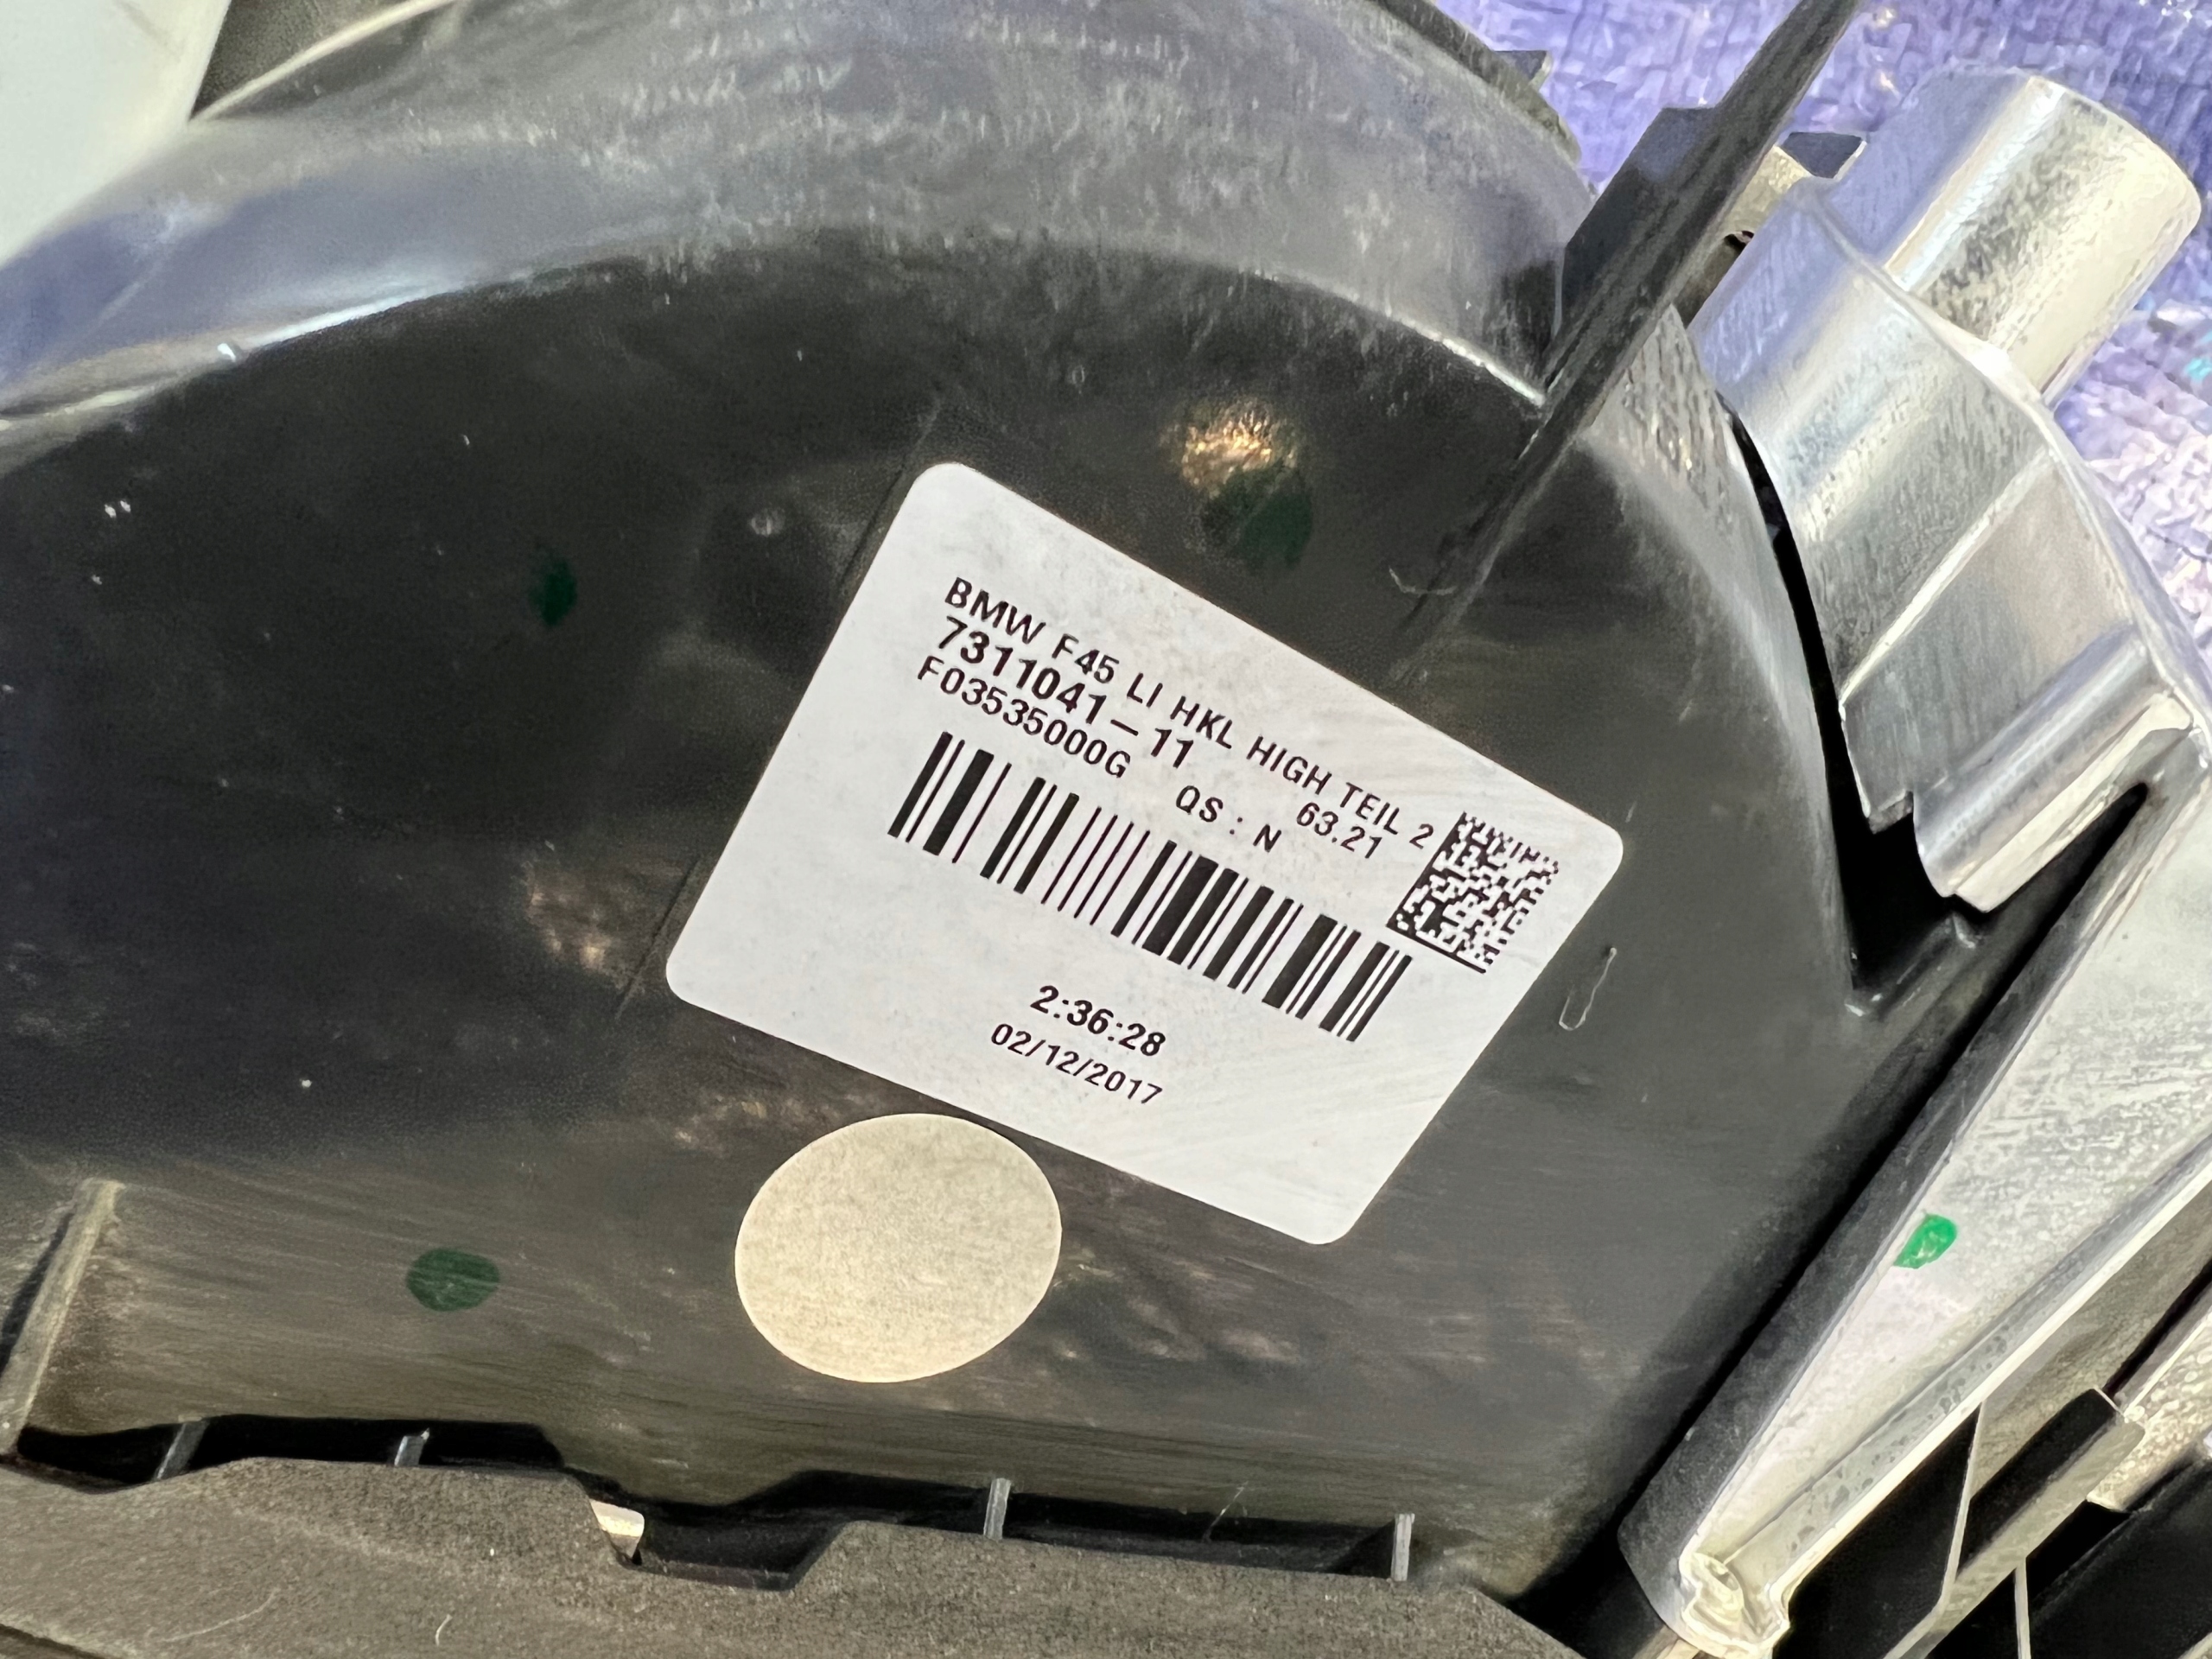 BMW F45 LI HKL HIGH TEIL 2
7311041-11 63.21
F03535000G QS: N
2:36:28
02/12/2017